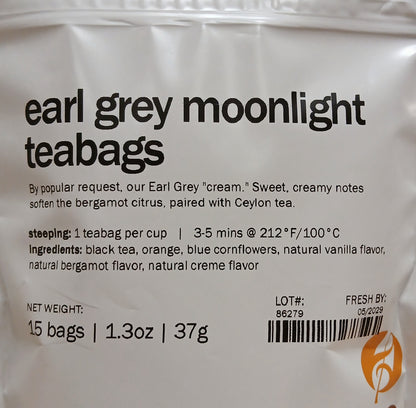 earl grey moonlight
teabags
By popular request, our Earl Grey "cream." Sweet, creamy notes
soften the bergamot citrus, paired with Ceylon tea.
steeping: 1 teabag per cup | 3-5 mins @ 212°F/100°C
ingredients: black tea, orange, blue cornflowers, natural vanilla flavor,
natural bergamot flavor, natural creme flavor
NET WEIGHT:
15 bags | 1.3oz | 37g
LOT#:
86279
FRESH BY:
05/2029